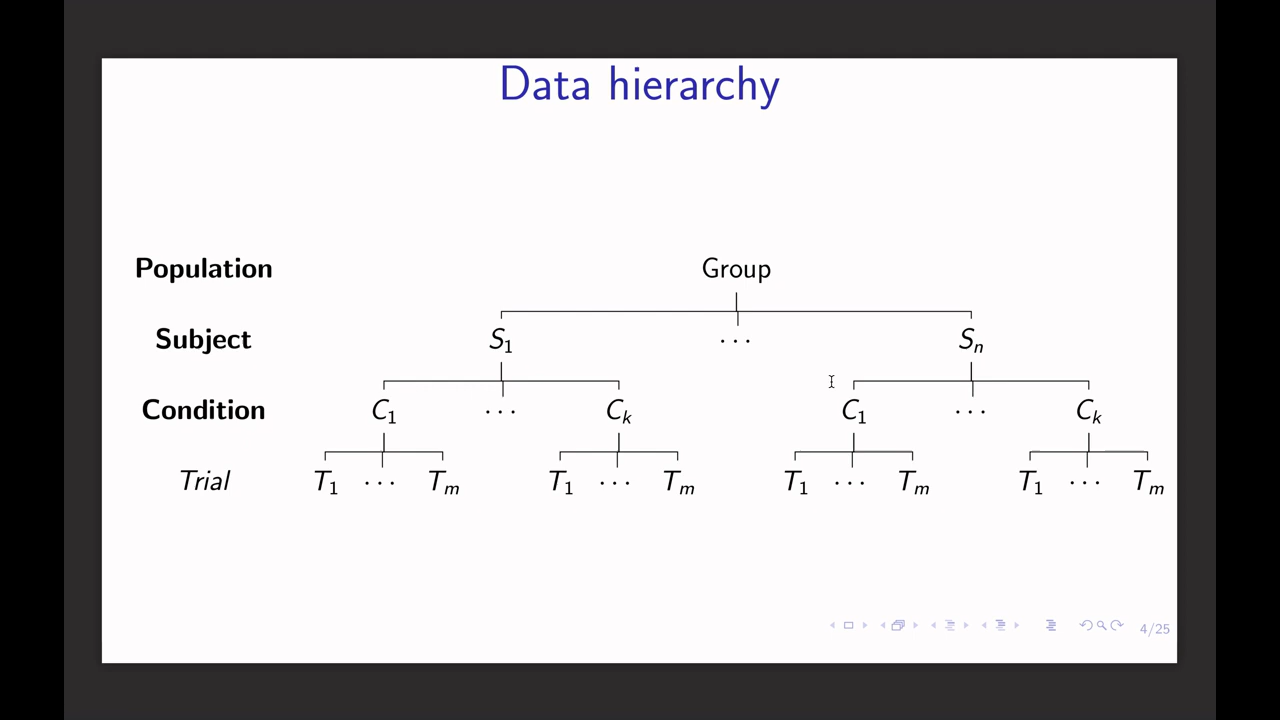 Data hierarchy
Population Group
Subject S₁ ··· Sₙ
Condition C₁ ··· Cₖ C₁ ··· Cₖ
Trial T₁ ··· Tₘ T₁ ··· Tₘ T₁ ··· Tₘ T₁ ··· Tₘ
4/25